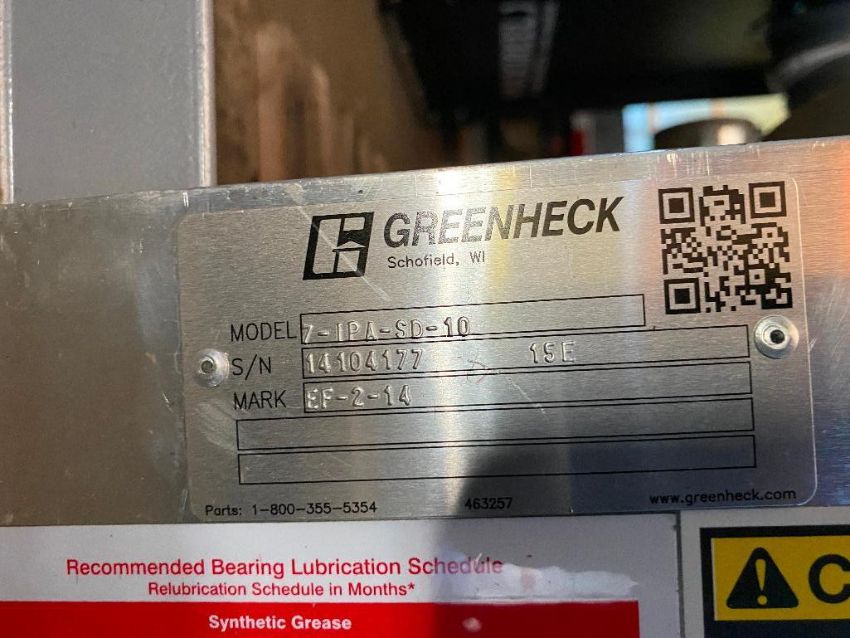 GREENHECK
Schofield, WI
MODEL 7-IPA-SD-10
S/N 14104177 15E
MARK EF-2-14
Parts: 1-800-355-5354 463257 www.greenheck.com
Recommended Bearing Lubrication Schedule
Relubrication Schedule in Months*
Synthetic Grease
C